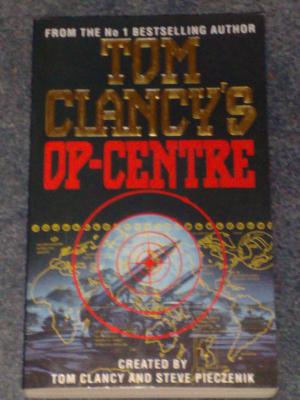 FROM THE No 1 BESTSELLING AUTHOR
TOM
CLANCY'S
OP-CENTRE
CREATED BY
TOM CLANCY AND STEVE PIECZENIK